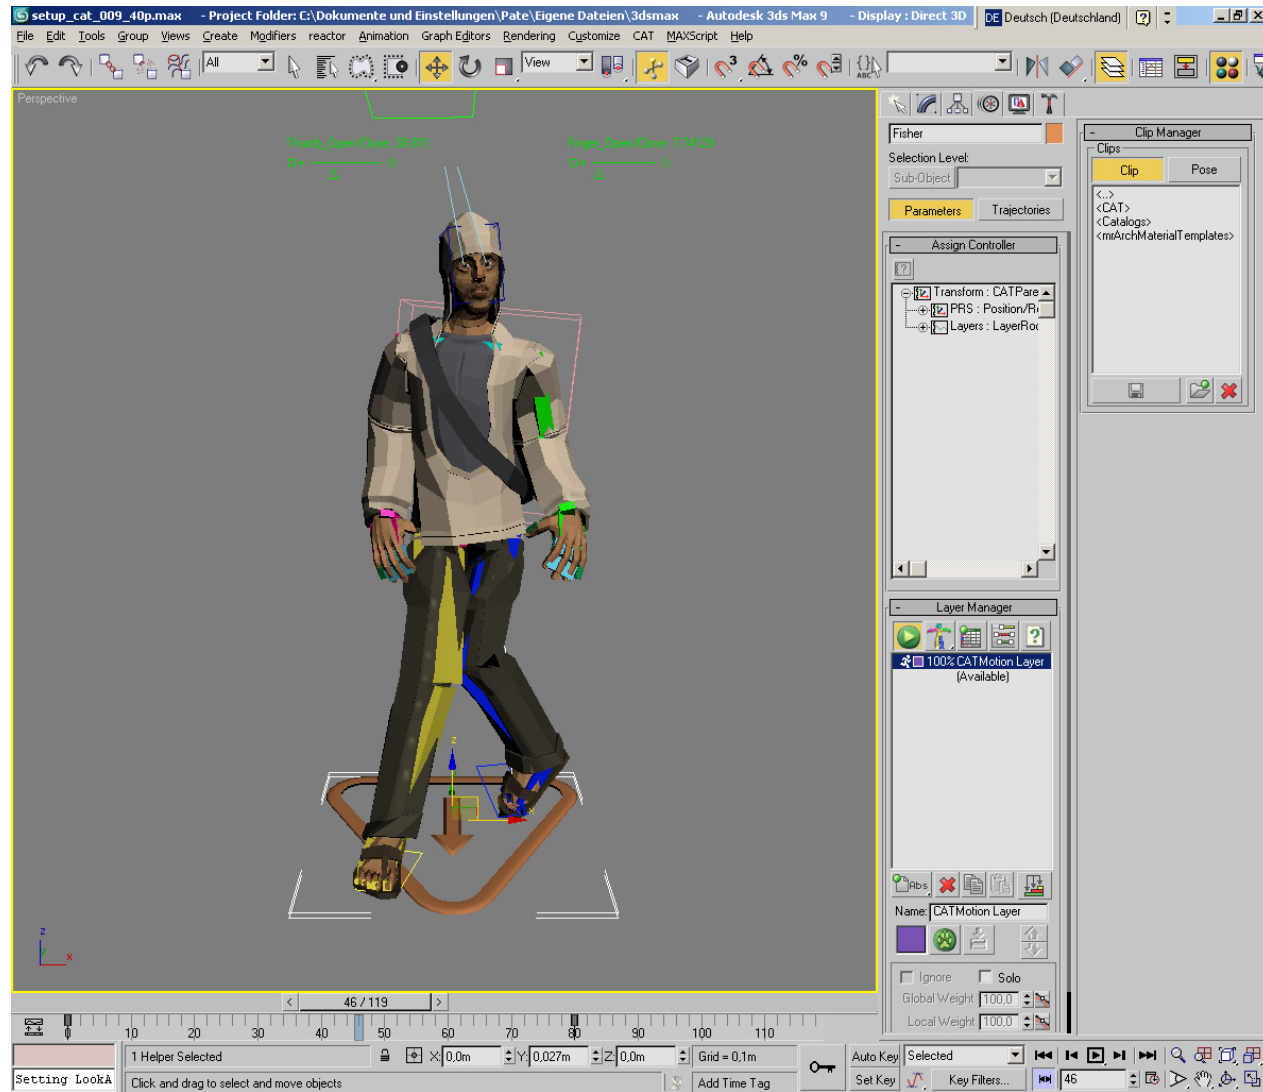 setup_cat_009_40p.max - Project Folder: C:\Dokumente und Einstellungen\Pate\Eigene Dateien\3dsmax - Autodesk 3ds Max 9 - Display : Direct 3D
DE Deutsch (Deutschland)
File Edit Tools Group Views Create Modifiers reactor Animation Graph Editors Rendering Customize CAT MAXScript Help
All
View
3
%
ABC
Perspective
Fisher
Selection Level:
Sub-Object
Parameters Trajectories
- Assign Controller
Transform : CATPare
PRS : Position/R
Layers : LayerRoo
- Clip Manager
Clips
Clip Pose
<..>
<CAT>
<Catalogs>
<mrArchMaterialTemplates>
- Layer Manager
100% CATMotion Layer
(Available)
Abs
Name: CATMotion Layer
Ignore Solo
Global Weight 100,0
Local Weight 100,0
z
x
z
y
x
< 46 / 119 >
0 10 20 30 40 50 60 70 80 90 100 110
1 Helper Selected
X: 0,0m Y: 0,027m Z: 0,0m Grid = 0,1m
Auto Key Selected
Setting LookA
Click and drag to select and move objects
Add Time Tag
Set Key Key Filters... 46